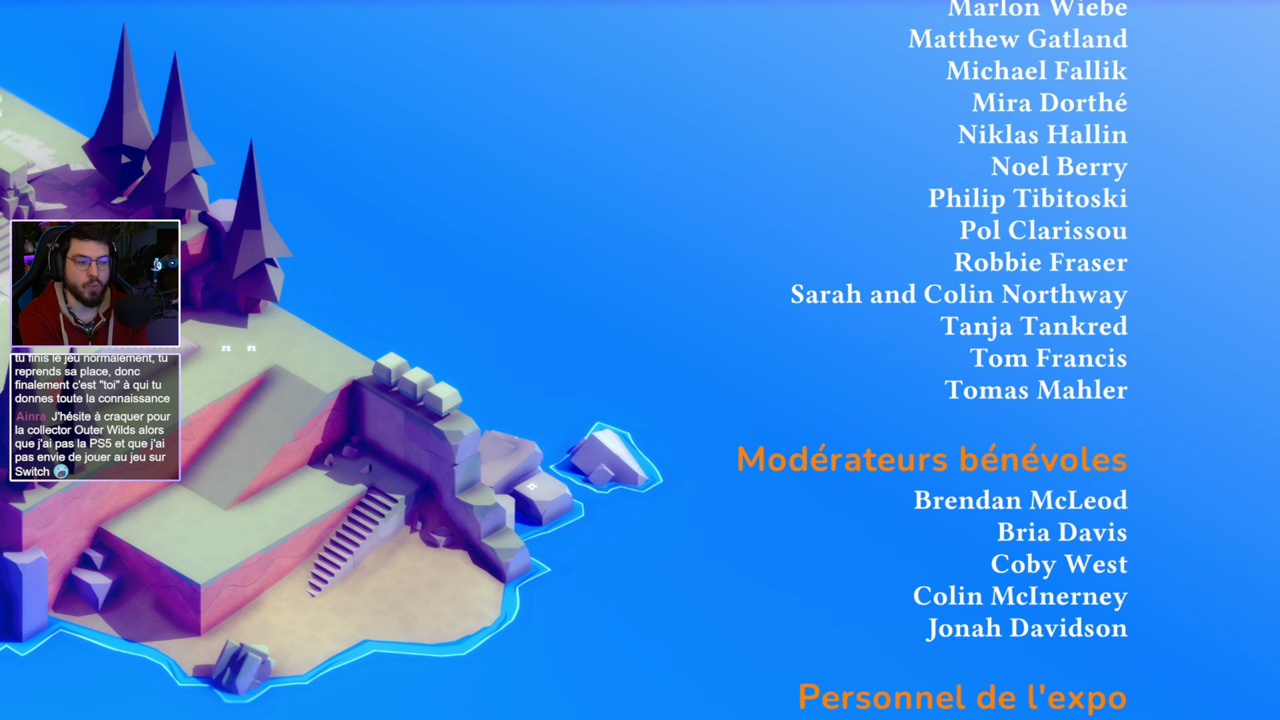 Marlon Wiebe
Matthew Gatland
Michael Fallik
Mira Dorthé
Niklas Hallin
Noel Berry
Philip Tibitoski
Pol Clarissou
Robbie Fraser
Sarah and Colin Northway
Tanja Tankred
Tom Francis
Tomas Mahler
Modérateurs bénévoles
Brendan McLeod
Bria Davis
Coby West
Colin McInerney
Jonah Davidson
Personnel de l'expo
tu finis le jeu normalement, tu
reprends sa place, donc
finalement c'est "toi" à qui tu
donnes toute la connaissance
Ainra J'hésite à craquer pour
la collector Outer Wilds alors
que j'ai pas la PS5 et que j'ai
pas envie de jouer au jeu sur
Switch